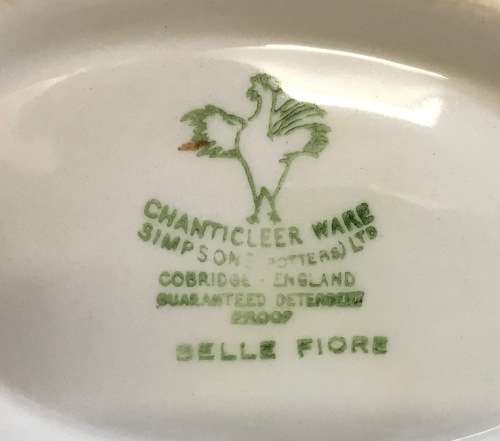 CHANTICLEER WARE
SIMPSONS (POTTERS) LTD
COBRIDGE - ENGLAND
GUARANTEED DETERGENT
PROOF
BELLE FIORE